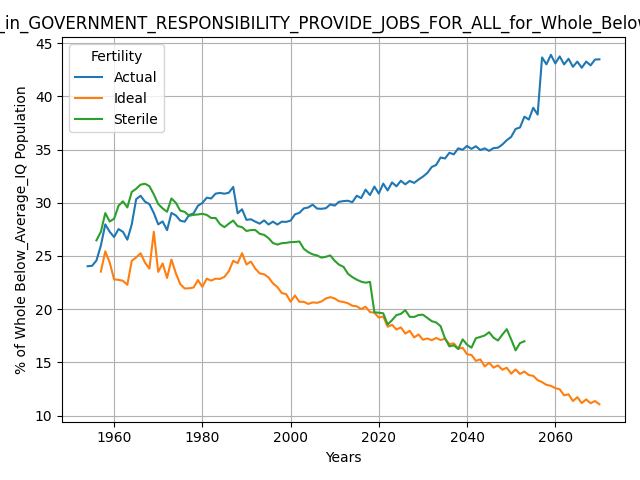 _in_GOVERNMENT_RESPONSIBILITY_PROVIDE_JOBS_FOR_ALL_for_Whole_Below
Fertility
Actual
Ideal
Sterile
% of Whole Below_Average_IQ Population
45
40
35
30
25
20
15
10
1960 1980 2000 2020 2040 2060
Years